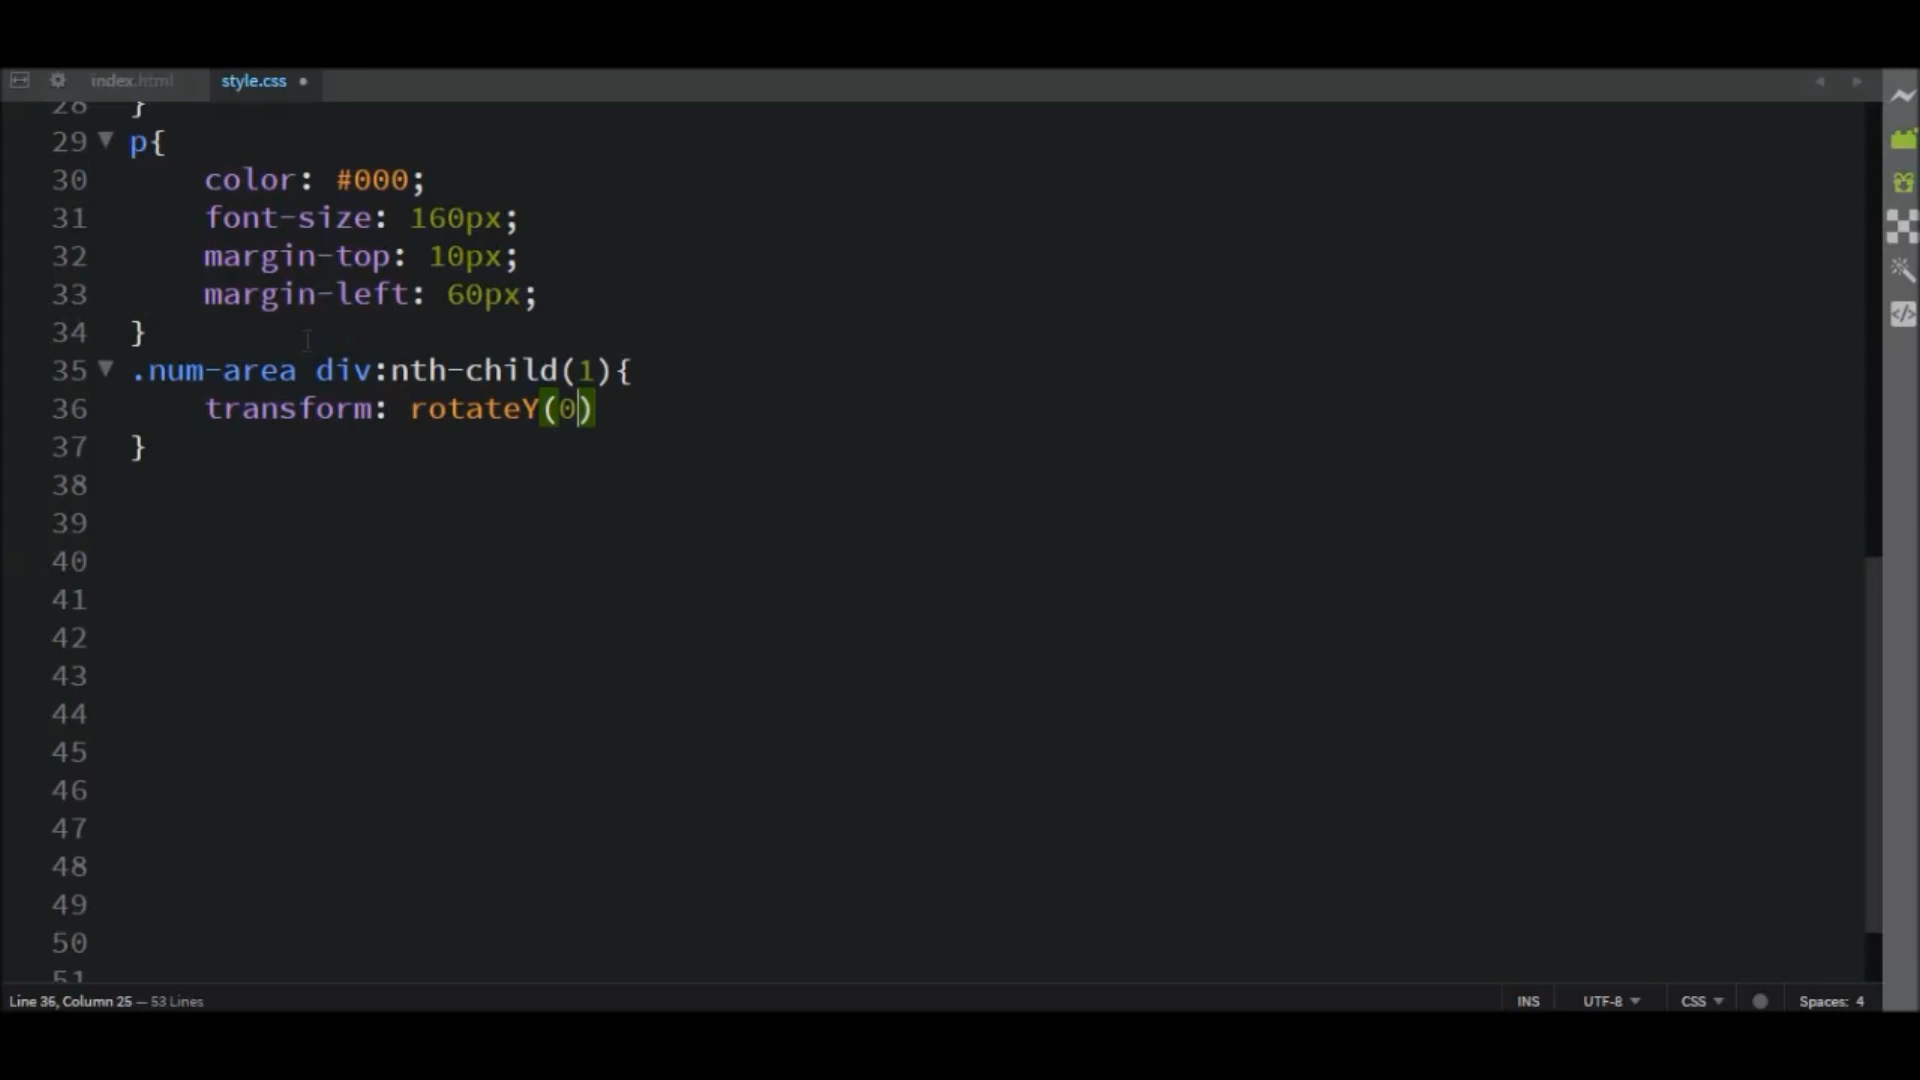 index.html style.css
28 }
29 p{
30 color: #000;
31 font-size: 160px;
32 margin-top: 10px;
33 margin-left: 60px;
34 }
35 .num-area div:nth-child(1){
36 transform: rotateY(0)
37 }
38
39
40
41
42
43
44
45
46
47
48
49
50
51
Line 36, Column 25 — 53 Lines INS UTF-8 CSS Spaces: 4